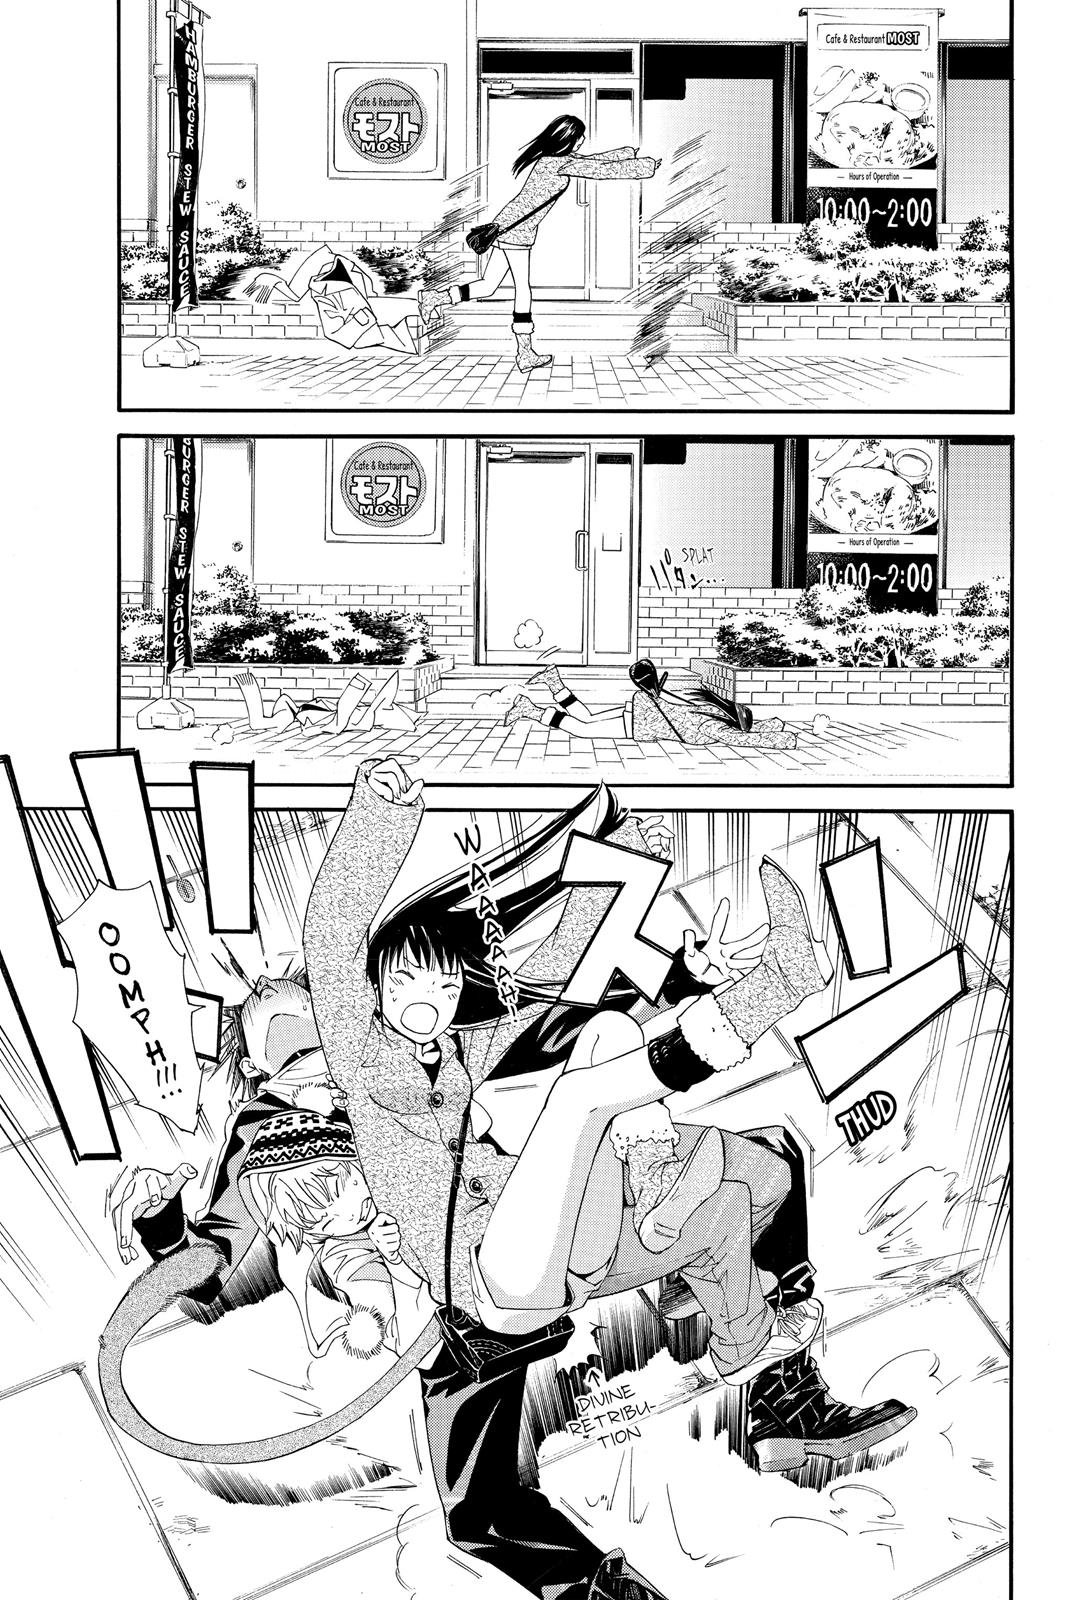 HAMBURGER STEW SAUCE
Cafe & Restaurant
モスト
MOST
Cafe & Restaurant MOST
— Hours of Operation —
10:00~2:00
BURGER STEW SAUCE
Cafe & Restaurant
モスト
MOST
SPLAT
パタン...
— Hours of Operation —
10:00~2:00
WAAAAAAH!!
OOMPH!!!
THUD
DIVINE
RETRIBU-
TION